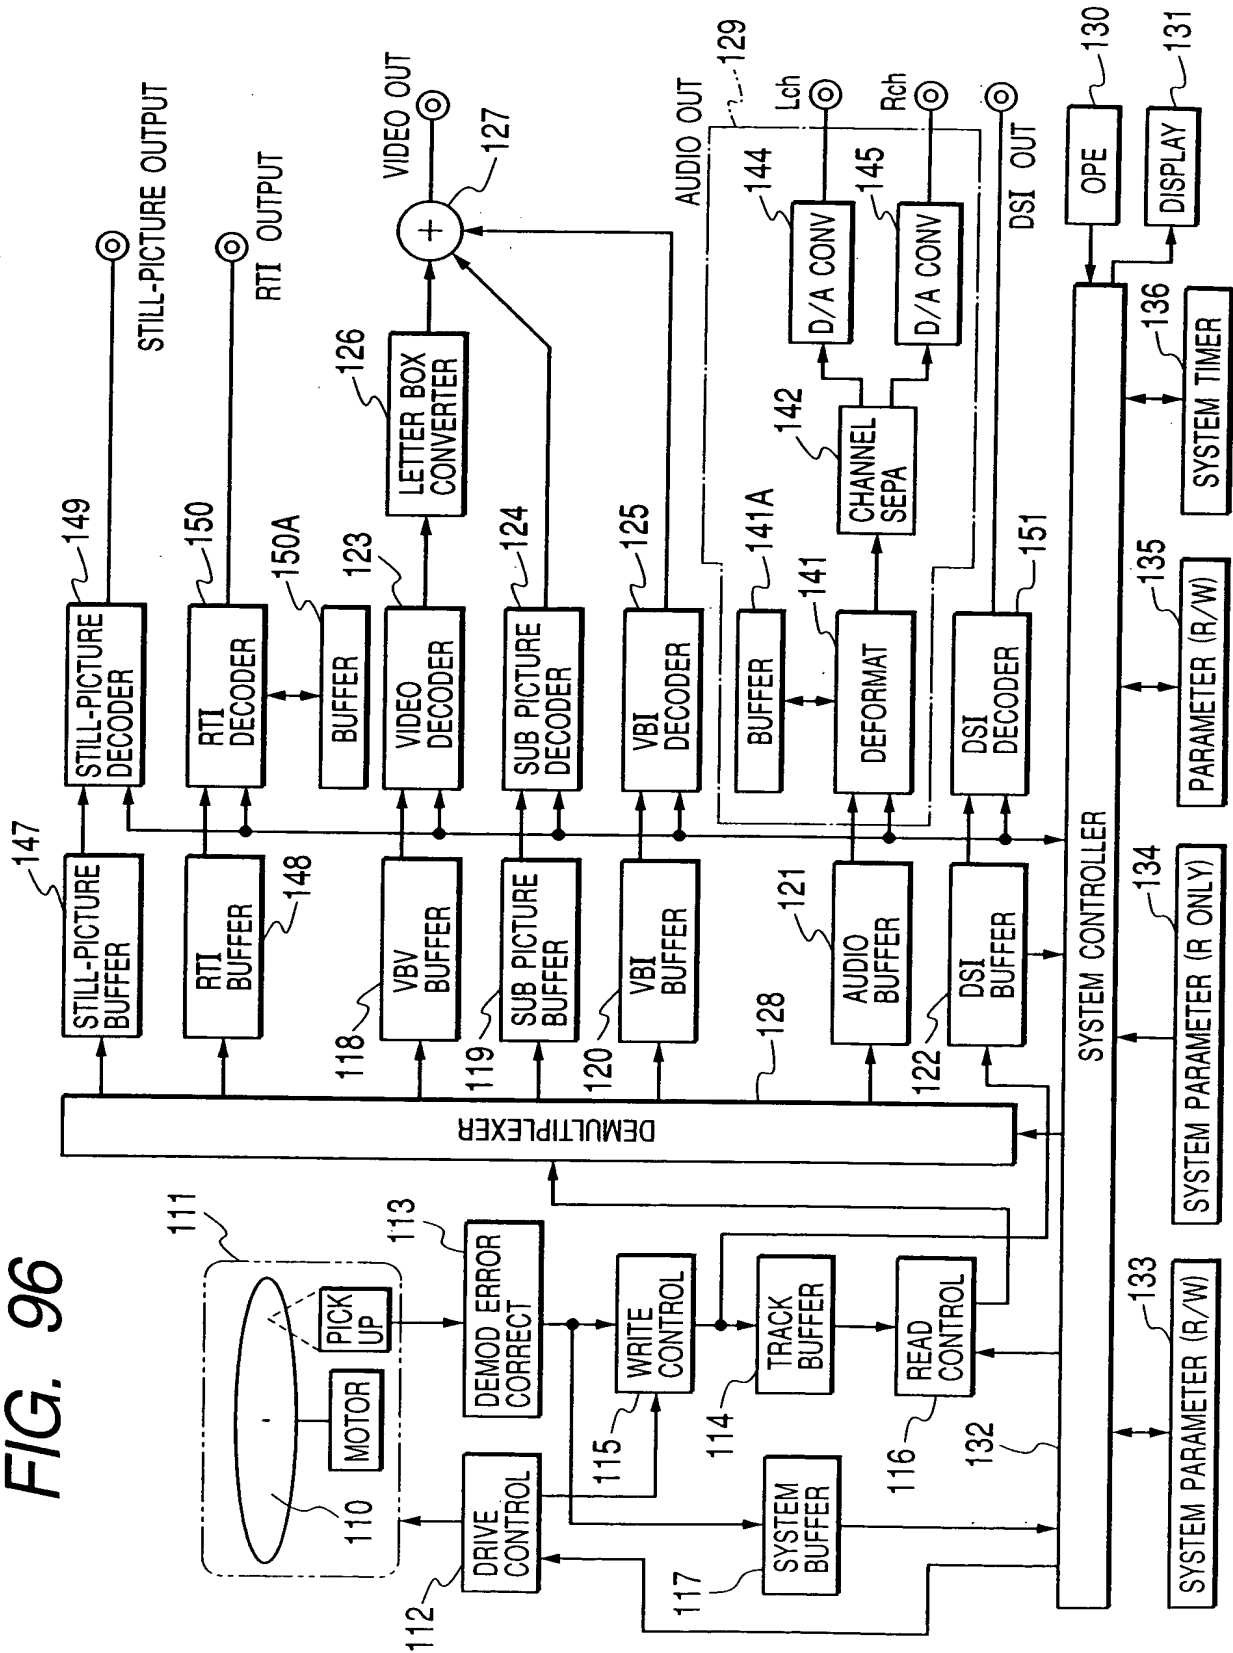 FIG. 96
111
110
MOTOR
PICK
UP
112
DRIVE
CONTROL
113
DEMOD ERROR
CORRECT
115
WRITE
CONTROL
117
SYSTEM
BUFFER
114
TRACK
BUFFER
116
READ
CONTROL
132
DEMULTIPLEXER
128
147
STILL-PICTURE
BUFFER
RTI
BUFFER
148
118
VBV
BUFFER
119
SUB PICTURE
BUFFER
120
VBI
BUFFER
121
AUDIO
BUFFER
122
DSI
BUFFER
149
STILL-PICTURE
DECODER
STILL-PICTURE OUTPUT
150
RTI
DECODER
RTI OUTPUT
150A
BUFFER
123
VIDEO
DECODER
126
LETTER BOX
CONVERTER
VIDEO OUT
+
127
124
SUB PICTURE
DECODER
125
VBI
DECODER
AUDIO OUT
129
141A
BUFFER
141
DEFORMAT
142
CHANNEL
SEPA
144
D/A CONV
Lch
145
D/A CONV
Rch
151
DSI
DECODER
DSI OUT
SYSTEM CONTROLLER
130
OPE
131
DISPLAY
133
SYSTEM PARAMETER (R/W)
134
SYSTEM PARAMETER (R ONLY)
135
PARAMETER (R/W)
136
SYSTEM TIMER